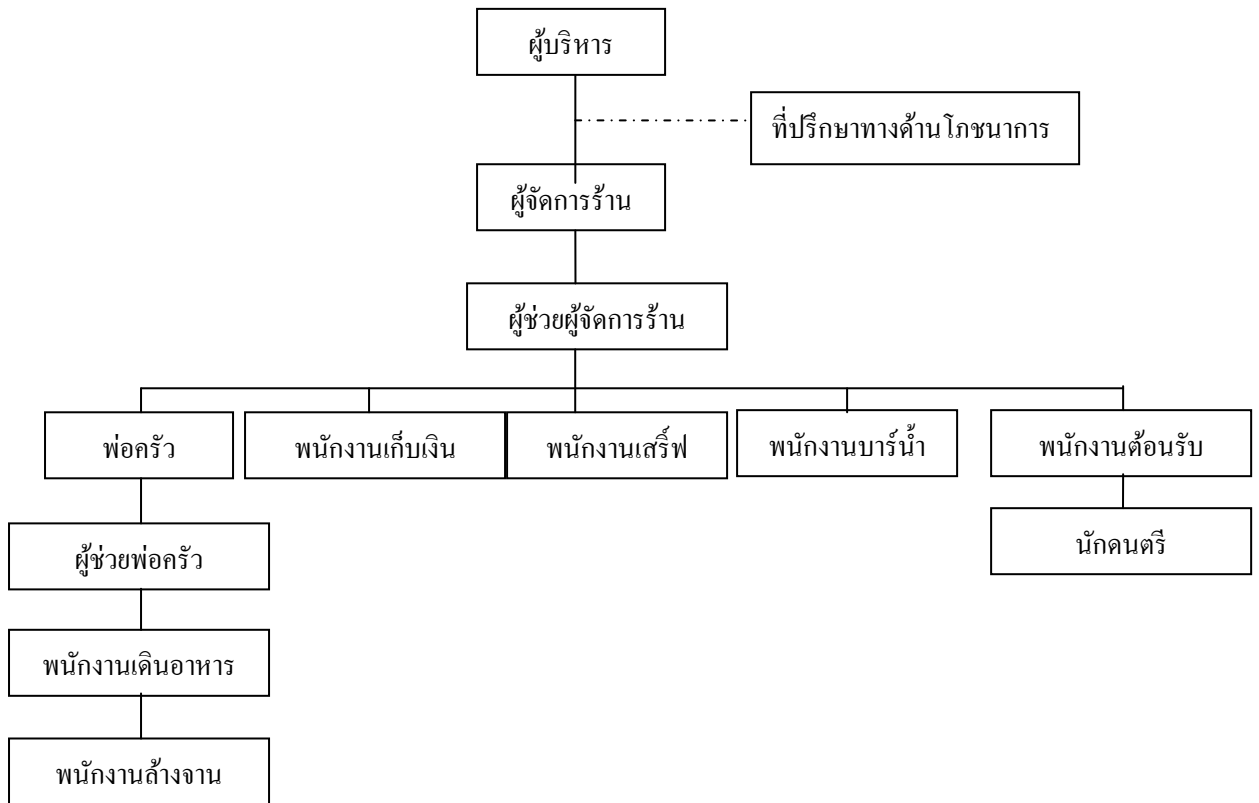 ผู้บริหาร
ที่ปรึกษาทางด้านโภชนาการ
ผู้จัดการร้าน
ผู้ช่วยผู้จัดการร้าน
พ่อครัว
พนักงานเก็บเงิน
พนักงานเสริ์ฟ
พนักงานบาร์น้ำ
พนักงานต้อนรับ
ผู้ช่วยพ่อครัว
นักดนตรี
พนักงานเดินอาหาร
พนักงานล้างจาน